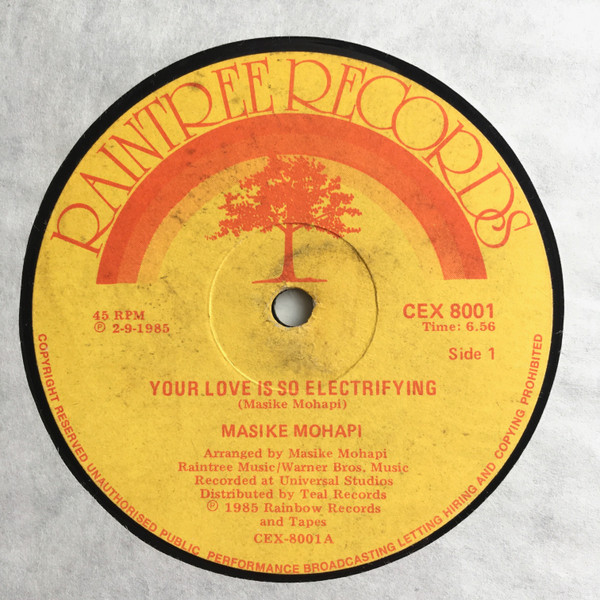 RAINTREE RECORDS
45 RPM
Ⓟ 2-9-1985
CEX 8001
Time: 6.56
Side 1
YOUR LOVE IS SO ELECTRIFYING
(Masike Mohapi)
MASIKE MOHAPI
Arranged by Masike Mohapi
Raintree Music/Warner Bros. Music
Recorded at Universal Studios
Distributed by Teal Records
Ⓟ 1985 Rainbow Records
and Tapes
CEX-8001A
COPYRIGHT RESERVED UNAUTHORISED PUBLIC PERFORMANCE BROADCASTING LETTING HIRING AND COPYING PROHIBITED